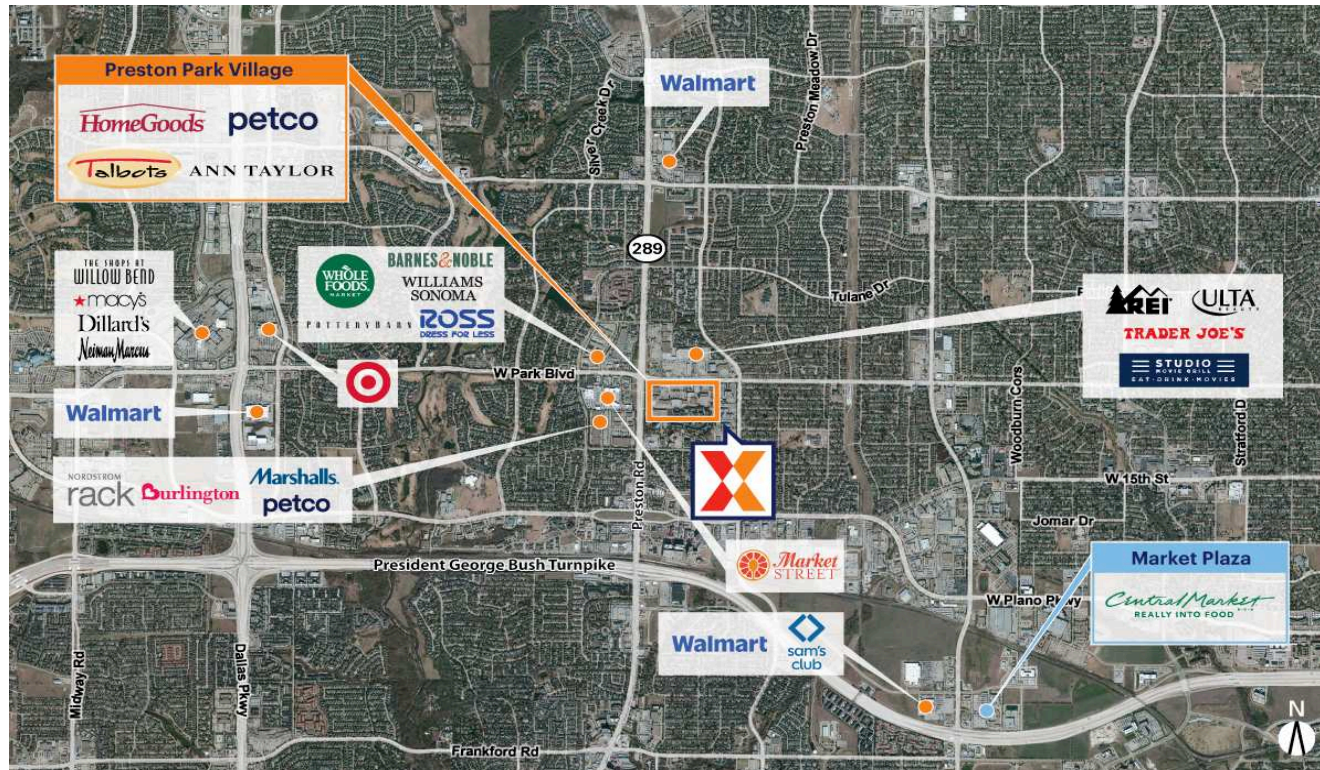 Preston Park Village
HomeGoods petco
Talbots ANN TAYLOR
Walmart
Silver Creek Dr
Preston Meadow Dr
289
THE SHOPS AT
WILLOW BEND
macy's
Dillard's
Neiman Marcus
WHOLE
FOODS
MARKET
BARNES & NOBLE
WILLIAMS
SONOMA
POTTERY BARN
ROSS
DRESS FOR LESS
Tulane Dr
REI ULTA
BEAUTY
TRADER JOE'S
STUDIO
MOVIE GRILL
EAT·DRINK·MOVIES
W Park Blvd
Walmart
Woodburn Cors
Stratford D
NORDSTROM
rack Burlington
Marshalls.
petco
W 15th St
Preston Rd
Jomar Dr
President George Bush Turnpike
Market
STREET
Market Plaza
Central Market
REALLY INTO FOOD
W Plano Pkwy
Walmart sam's
club
Midway Rd
Dallas Pkwy
Frankford Rd
N